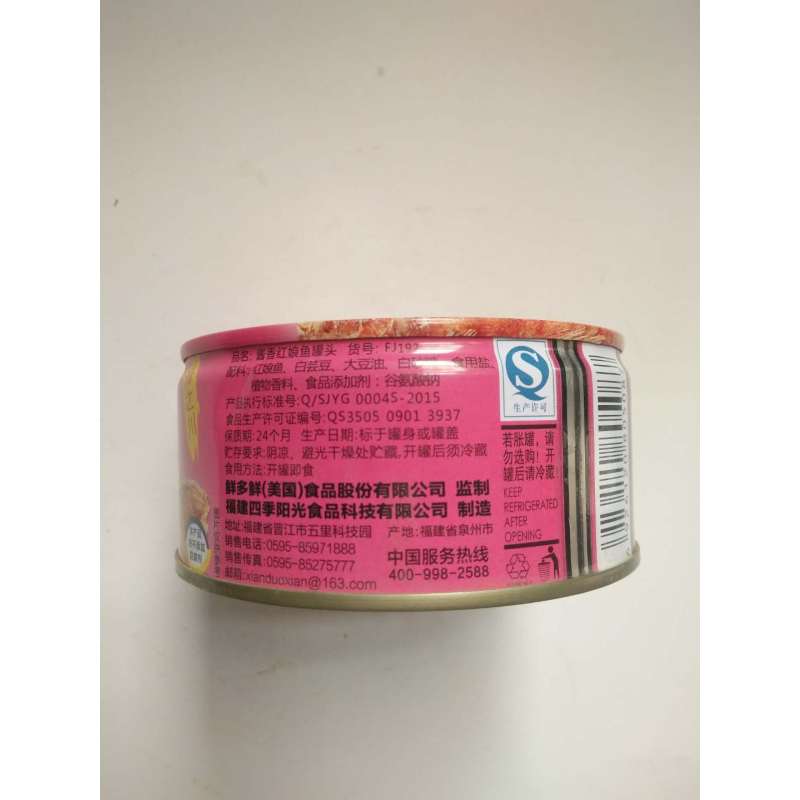 品名: 酱香红娘鱼罐头 货号: FJ192
配料: 红娘鱼、白芸豆、大豆油、白 食用盐、
植物香料、食品添加剂: 谷氨酸钠
产品执行标准号:Q/SJYG 0004S-2015
食品生产许可证编号:QS3505 0901 3937
保质期:24个月 生产日期:标于罐身或罐盖
贮存要求:阴凉、避光干燥处贮藏,开罐后须冷藏
食用方法:开罐即食
鲜多鲜(美国)食品股份有限公司 监制
福建四季阳光食品科技有限公司 制造
地址:福建省晋江市五里科技园 产地:福建省泉州市
销售电话:0595-85971888
销售传真:0595-85275777
邮箱:xianduoxian@163.com
中国服务热线
400-998-2588
图片仅供参考
QS
生产许可
若胀罐,请
勿选购!开
罐后请冷藏!
KEEP
REFRIGERATED
AFTER
OPENING